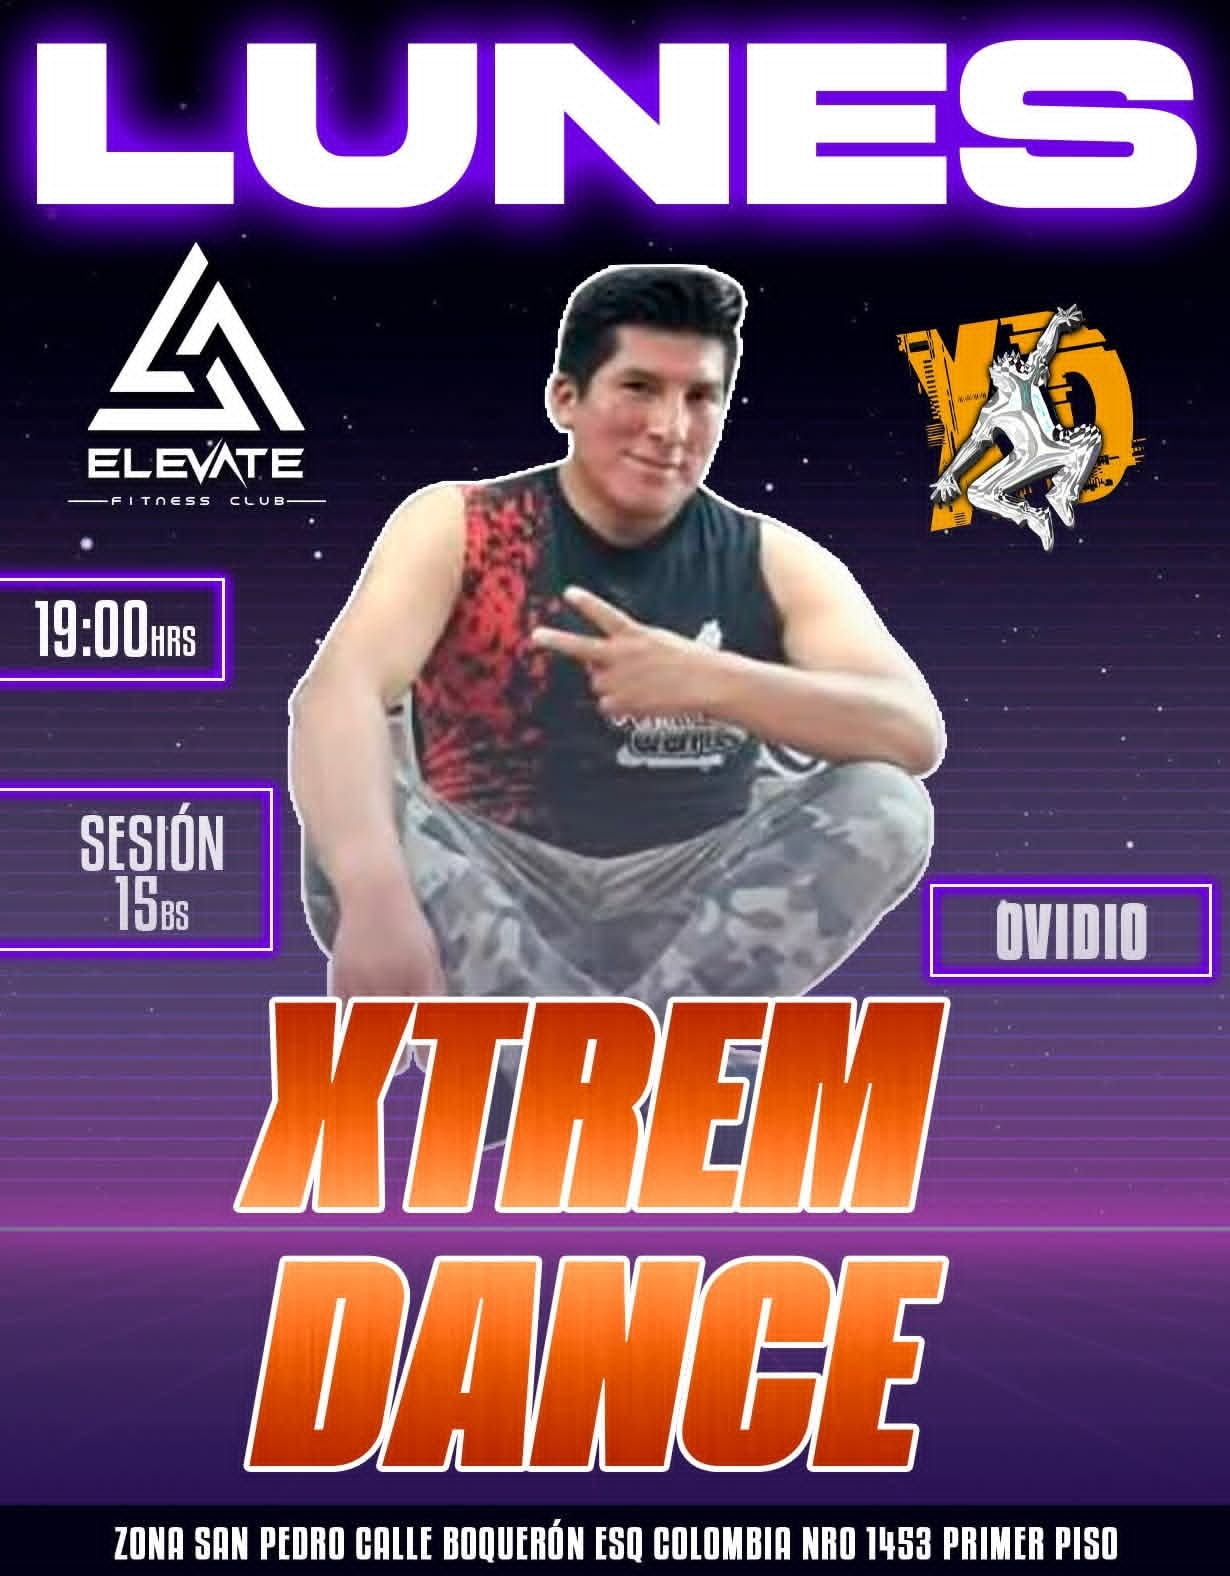 LUNES
ELEVATE
FITNESS CLUB
XD
19:00HRS
SESIÓN
15BS
OVIDIO
XTREM
DANCE
ZONA SAN PEDRO CALLE BOQUERÓN ESQ COLOMBIA NRO 1453 PRIMER PISO